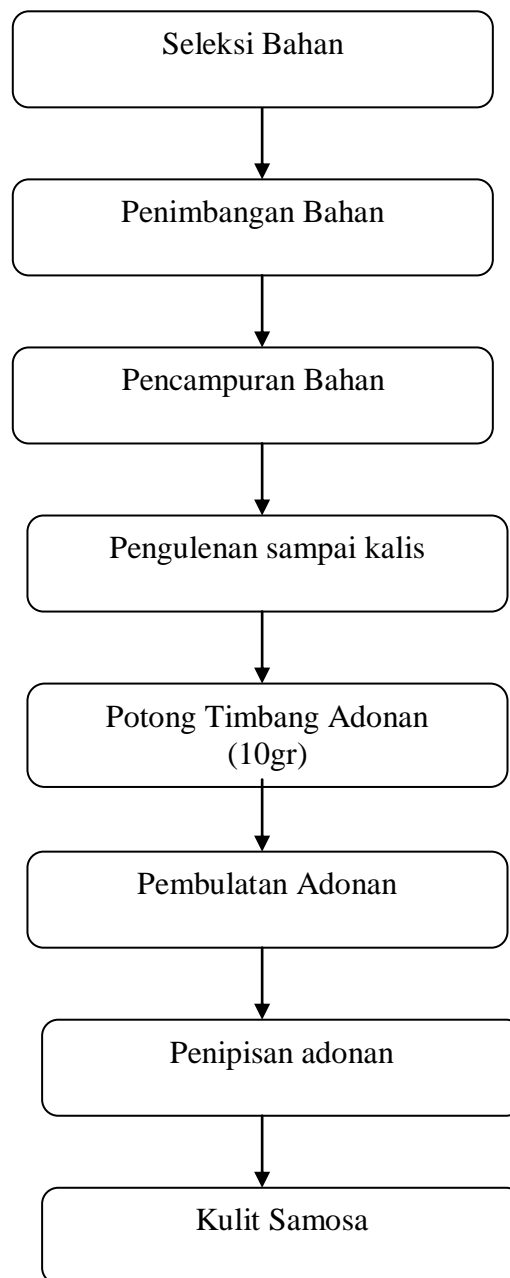 Seleksi Bahan
Penimbangan Bahan
Pencampuran Bahan
Pengulenan sampai kalis
Potong Timbang Adonan
(10gr)
Pembulatan Adonan
Penipisan adonan
Kulit Samosa